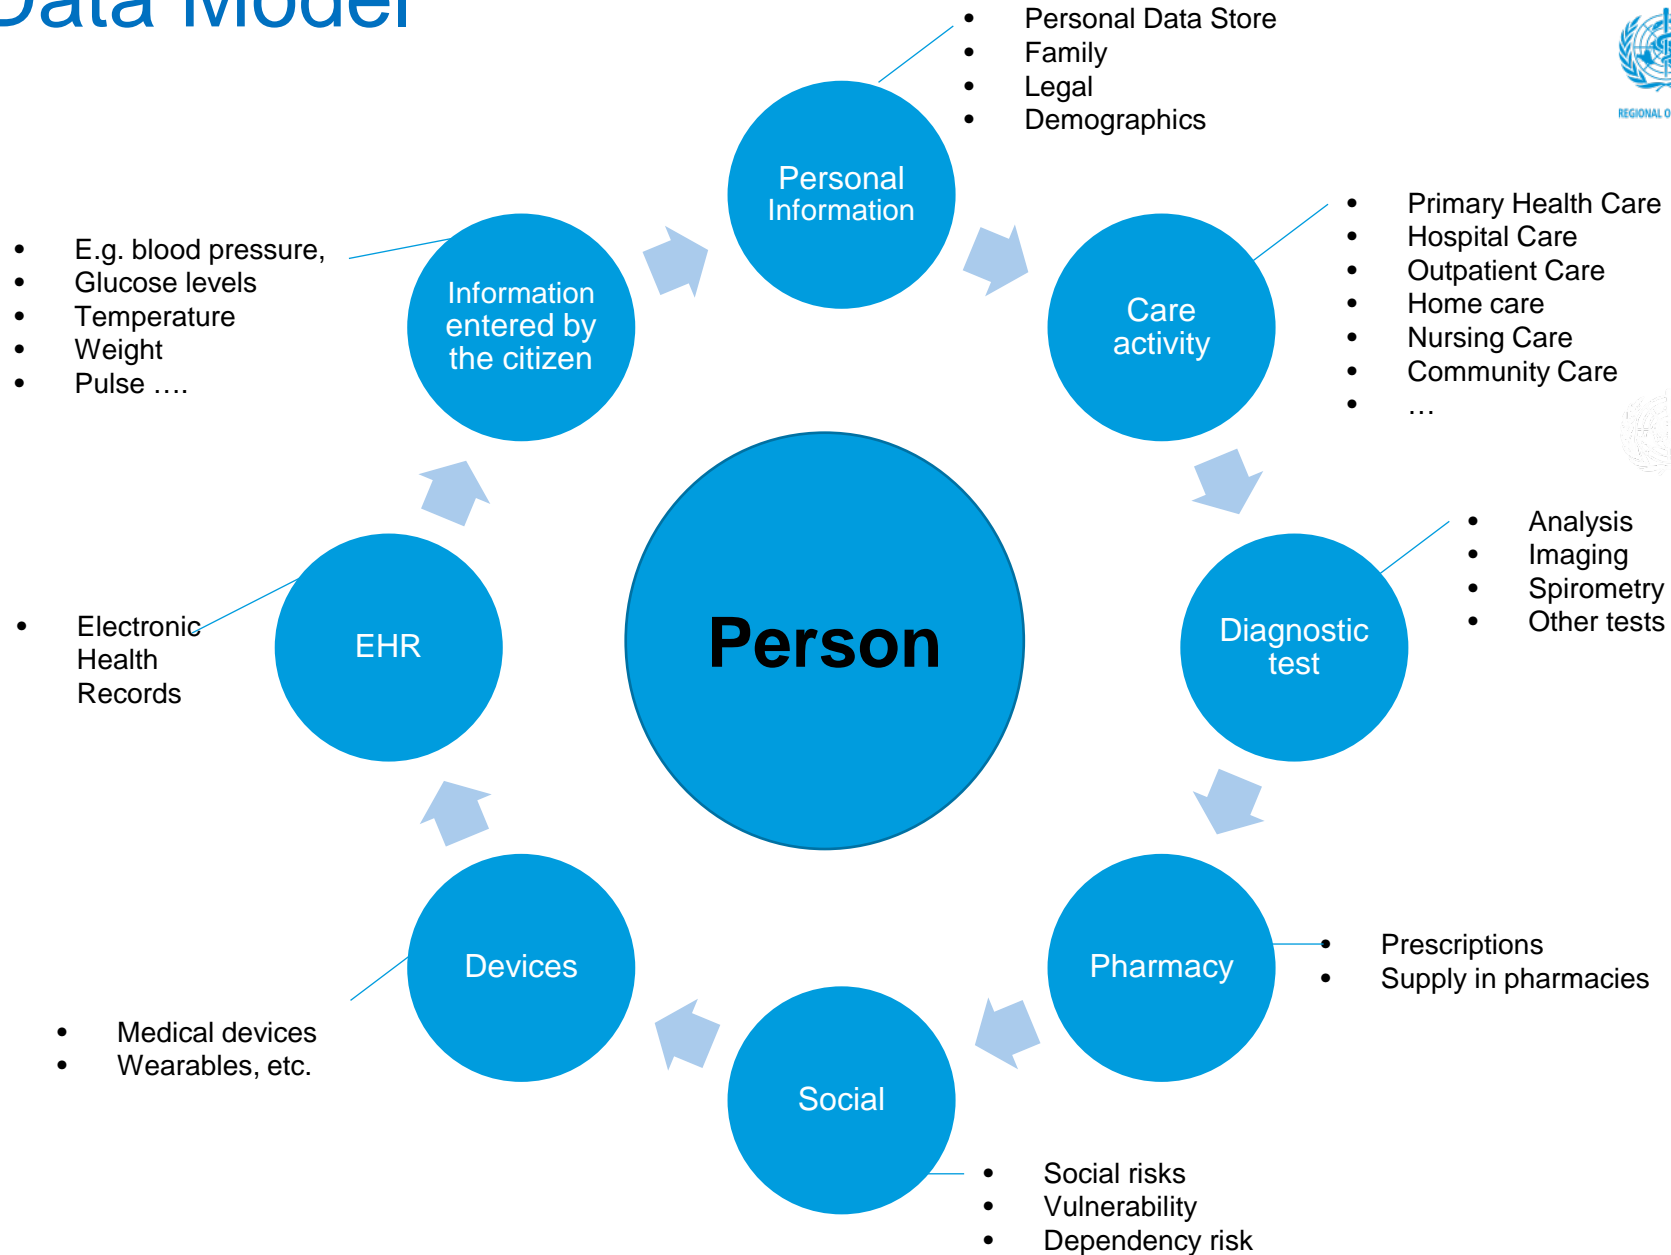 Data Model
• Personal Data Store
• Family
• Legal
• Demographics
REGIONAL O
Personal
Information
• Primary Health Care
• Hospital Care
• Outpatient Care
• Home care
• Nursing Care
• Community Care
• …
Care
activity
• Analysis
• Imaging
• Spirometry
• Other tests
Diagnostic
test
• Prescriptions
• Supply in pharmacies
Pharmacy
Social
• Social risks
• Vulnerability
• Dependency risk
Devices
• Medical devices
• Wearables, etc.
EHR
• Electronic
Health
Records
Information
entered by
the citizen
• E.g. blood pressure,
• Glucose levels
• Temperature
• Weight
• Pulse ….
Person